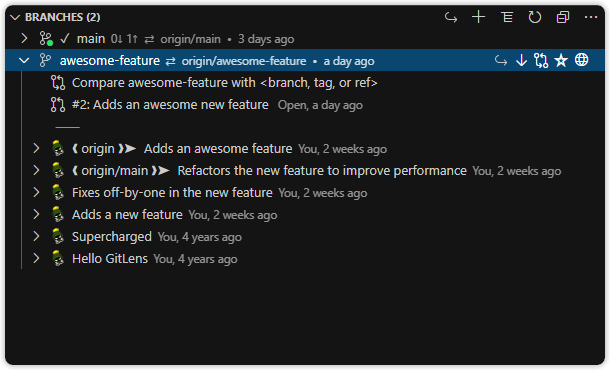 BRANCHES (2)
✓ main 0↓ 1↑ ⇄ origin/main • 3 days ago
awesome-feature ⇄ origin/awesome-feature • a day ago
Compare awesome-feature with <branch, tag, or ref>
#2: Adds an awesome new feature Open, a day ago
❰ origin ❱➤ Adds an awesome feature You, 2 weeks ago
❰ origin/main ❱➤ Refactors the new feature to improve performance You, 2 weeks ago
Fixes off-by-one in the new feature You, 2 weeks ago
Adds a new feature You, 2 weeks ago
Supercharged You, 4 years ago
Hello GitLens You, 4 years ago